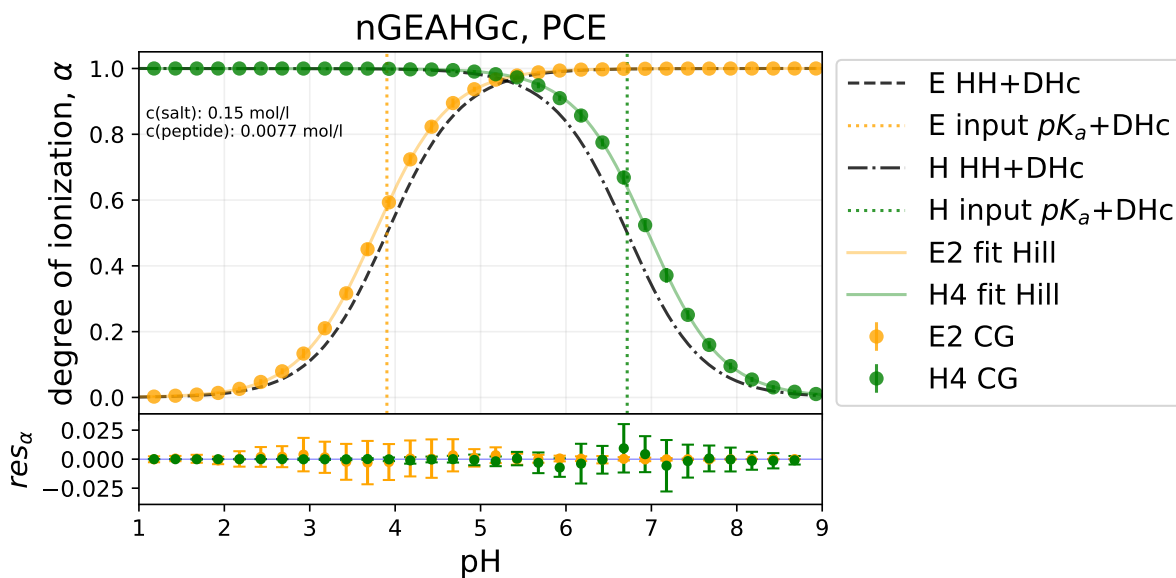 nGEAHGc, PCE
degree of ionization, α
1.0
0.8
0.6
0.4
0.2
0.0
c(salt): 0.15 mol/l
c(peptide): 0.0077 mol/l
E HH+DHc
E input pKₐ+DHc
H HH+DHc
H input pKₐ+DHc
E2 fit Hill
H4 fit Hill
E2 CG
H4 CG
res_α
0.025
0.000
−0.025
1 2 3 4 5 6 7 8 9
pH